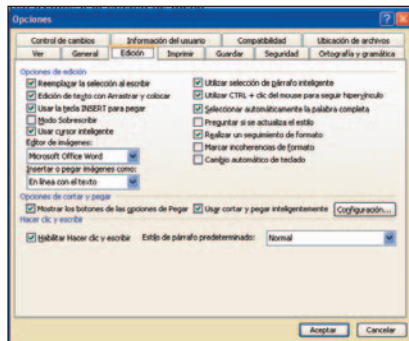 Opciones
Control de cambios Información del usuario Compatibilidad Ubicación de archivos
Ver General Edición Imprimir Guardar Seguridad Ortografía y gramática
Opciones de edición
Reemplazar la selección al escribir
Edición de texto con Arrastrar y colocar
Usar la tecla INSERT para pegar
Modo Sobrescribir
Usar cursor inteligente
Editor de imágenes:
Microsoft Office Word
Insertar o pegar imágenes como:
En línea con el texto
Utilizar selección de párrafo inteligente
Utilizar CTRL + clic del mouse para seguir hipervínculo
Seleccionar automáticamente la palabra completa
Preguntar si se actualiza el estilo
Realizar un seguimiento de formato
Marcar incoherencias de formato
Cambio automático de teclado
Opciones de cortar y pegar
Mostrar los botones de las opciones de Pegar Usar cortar y pegar inteligentemente Configuración...
Hacer clic y escribir
Habilitar Hacer clic y escribir Estilo de párrafo predeterminado: Normal
Aceptar Cancelar